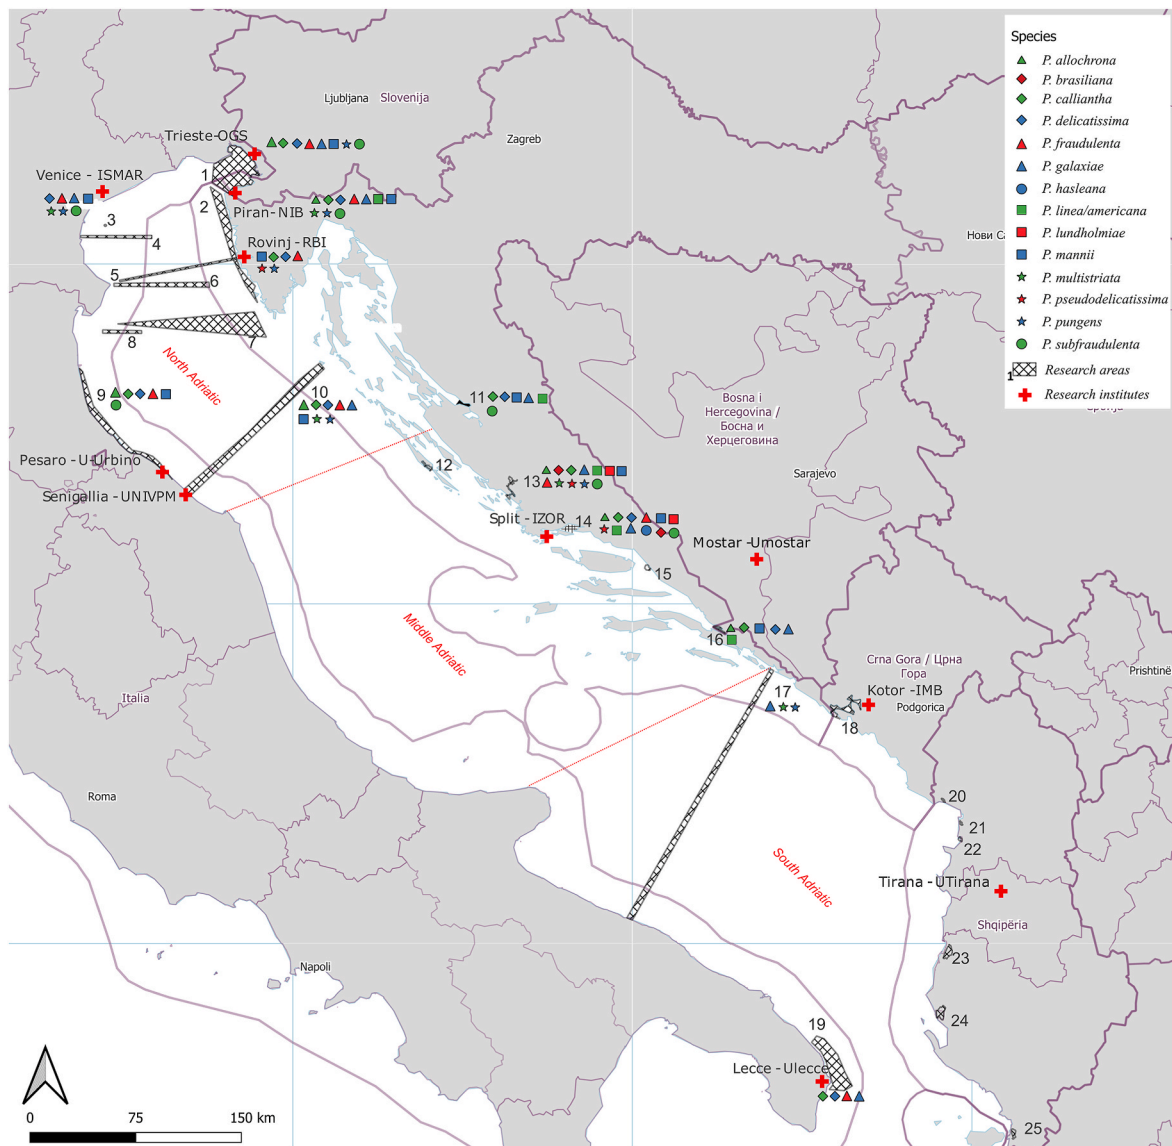 Species
P. allochrona
P. brasiliana
P. calliantha
P. delicatissima
P. fraudulenta
P. galaxiae
P. hasleana
P. linea/americana
P. lundholmiae
P. mannii
P. multistriata
P. pseudodelicatissima
P. pungens
P. subfraudulenta
1 Research areas
Research institutes
Ljubljana
Slovenija
Zagreb
Trieste-OGS
Venice - ISMAR
1
2
Piran-NIB
3
4
Rovinj -RBI
Нови Са
5
6
7
8
North Adriatic
9
10
11
Bosna i
Hercegovina /
Босна и
Херцеговина
Pesaro - U-Urbino
Senigallia - UNIVPM
12
13
Sarajevo
Split -IZOR
14
Mostar -Umostar
15
Middle Adriatic
16
Crna Gora / Црна
Гора
Prishtinë
Italia
17
Kotor -IMB
Podgorica
18
Roma
20
21
22
South Adriatic
Tirana - UTirana
Shqipëria
Napoli
23
24
19
Lecce - Ulecce
25
0 75 150 km